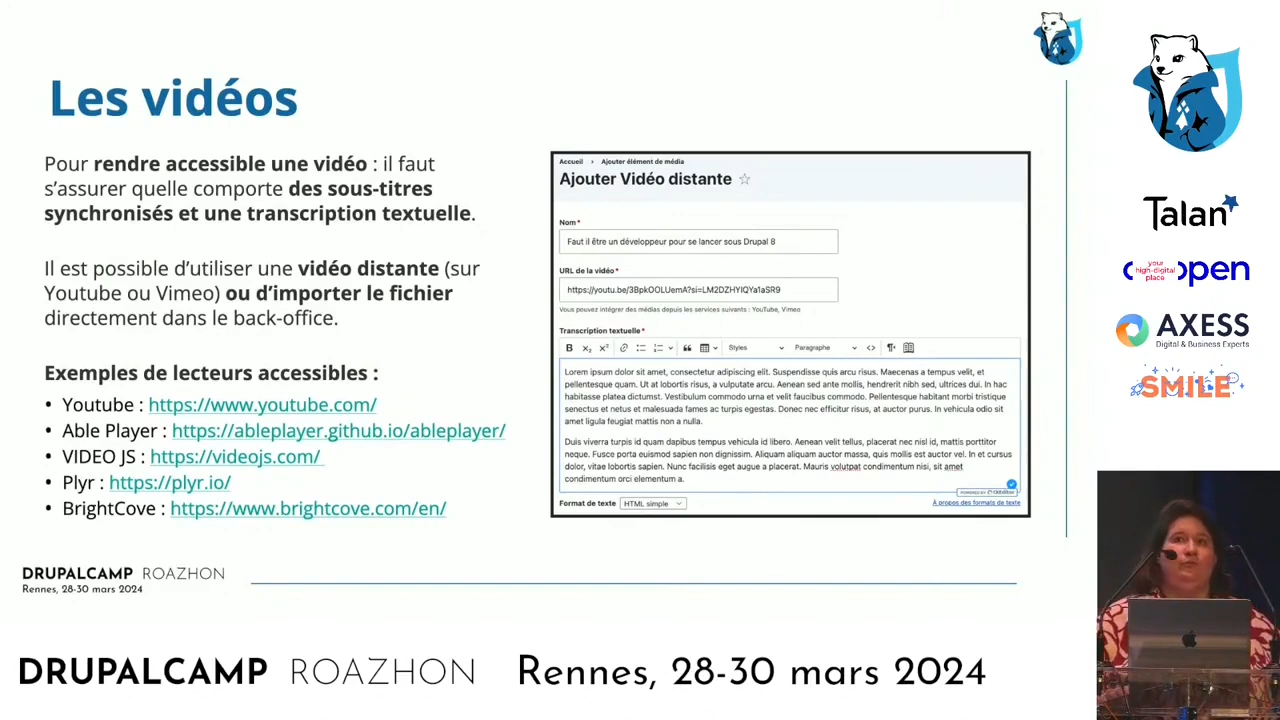 Les vidéos
Pour rendre accessible une vidéo : il faut
s'assurer quelle comporte des sous-titres
synchronisés et une transcription textuelle.
Il est possible d'utiliser une vidéo distante (sur
Youtube ou Vimeo) ou d'importer le fichier
directement dans le back-office.
Exemples de lecteurs accessibles :
• Youtube : https://www.youtube.com/
• Able Player : https://ableplayer.github.io/ableplayer/
• VIDEO JS : https://videojs.com/
• Plyr : https://plyr.io/
• BrightCove : https://www.brightcove.com/en/
Accueil › Ajouter élément de média
Ajouter Vidéo distante
Nom*
Faut il être un développeur pour se lancer sous Drupal 8
URL de la vidéo*
https://youtu.be/3BpkOOLUemA?si=LM2DZHYIQYa1aSR9
Vous pouvez intégrer des médias depuis les services suivants : YouTube, Vimeo
Transcription textuelle*
Styles Paragraphe
Lorem ipsum dolor sit amet, consectetur adipiscing elit. Suspendisse quis arcu risus. Maecenas a tempus velit, et
pellentesque quam. Ut at lobortis risus, a vulputate arcu. Aenean sed ante mollis, hendrerit nibh sed, ultrices dui. In hac
habitasse platea dictumst. Vestibulum commodo urna et velit faucibus commodo. Pellentesque habitant morbi tristique
senectus et netus et malesuada fames ac turpis egestas. Donec nec efficitur risus, at auctor purus. In vehicula odio sit
amet ligula feugiat mattis non a nulla.
Duis viverra turpis id quam dapibus tempus vehicula id libero. Aenean velit tellus, placerat nec nisl id, mattis porttitor
neque. Fusce porta euismod sapien non dignissim. Aliquam aliquam auctor massa, quis mollis est auctor vel. In et cursus
dolor, vitae lobortis sapien. Nunc facilisis eget augue a placerat. Mauris volutpat condimentum nisi, sit amet
condimentum orci elementum a.
POWERED BY CKEditor
Format de texte HTML simple
À propos des formats de texte
DRUPALCAMP ROAZHON
Rennes, 28-30 mars 2024
Talan
your
high-digital
place
open
AXESS
Digital & Business Experts
SMILE
DRUPALCAMP ROAZHON Rennes, 28-30 mars 2024